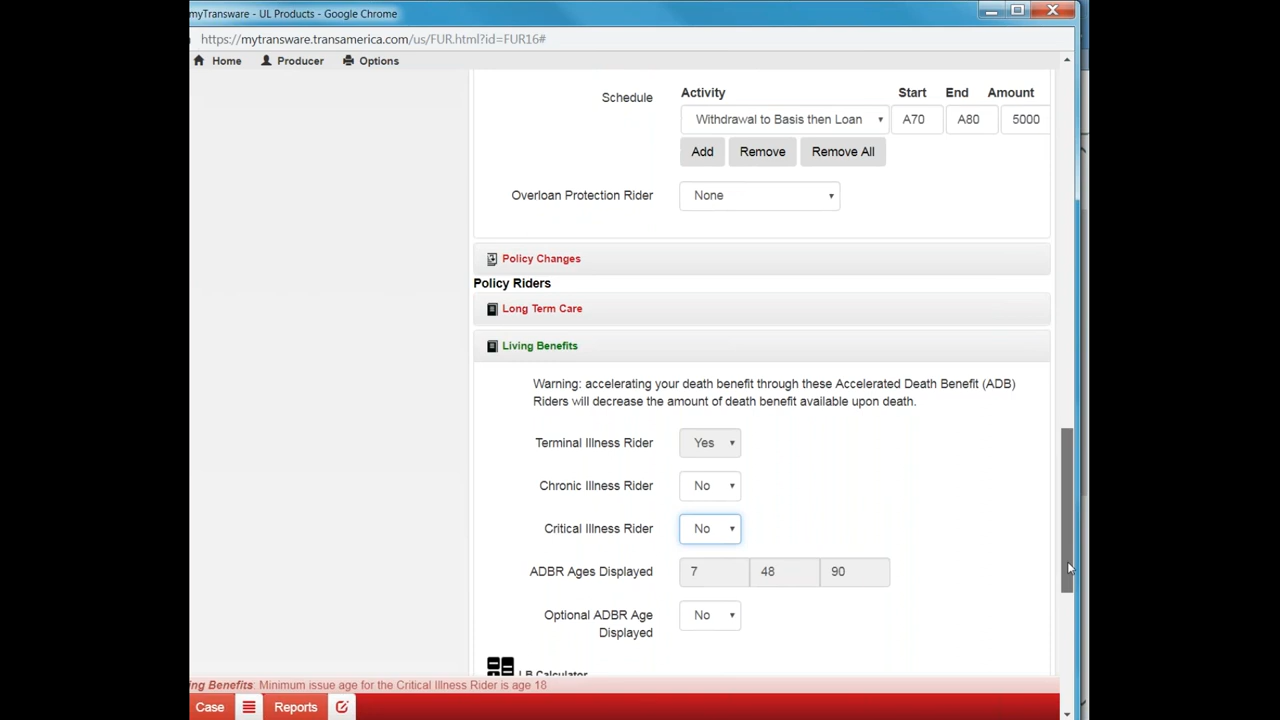 myTransware - UL Products - Google Chrome
https://mytransware.transamerica.com/us/FUR.html?id=FUR16#
Home Producer Options
Schedule Activity Start End Amount
Withdrawal to Basis then Loan A70 A80 5000
Add Remove Remove All
Overloan Protection Rider None
Policy Changes
Policy Riders
Long Term Care
Living Benefits
Warning: accelerating your death benefit through these Accelerated Death Benefit (ADB)
Riders will decrease the amount of death benefit available upon death.
Terminal Illness Rider Yes
Chronic Illness Rider No
Critical Illness Rider No
ADBR Ages Displayed 7 48 90
Optional ADBR Age
Displayed No
LB Calculator
ing Benefits: Minimum issue age for the Critical Illness Rider is age 18
Case Reports